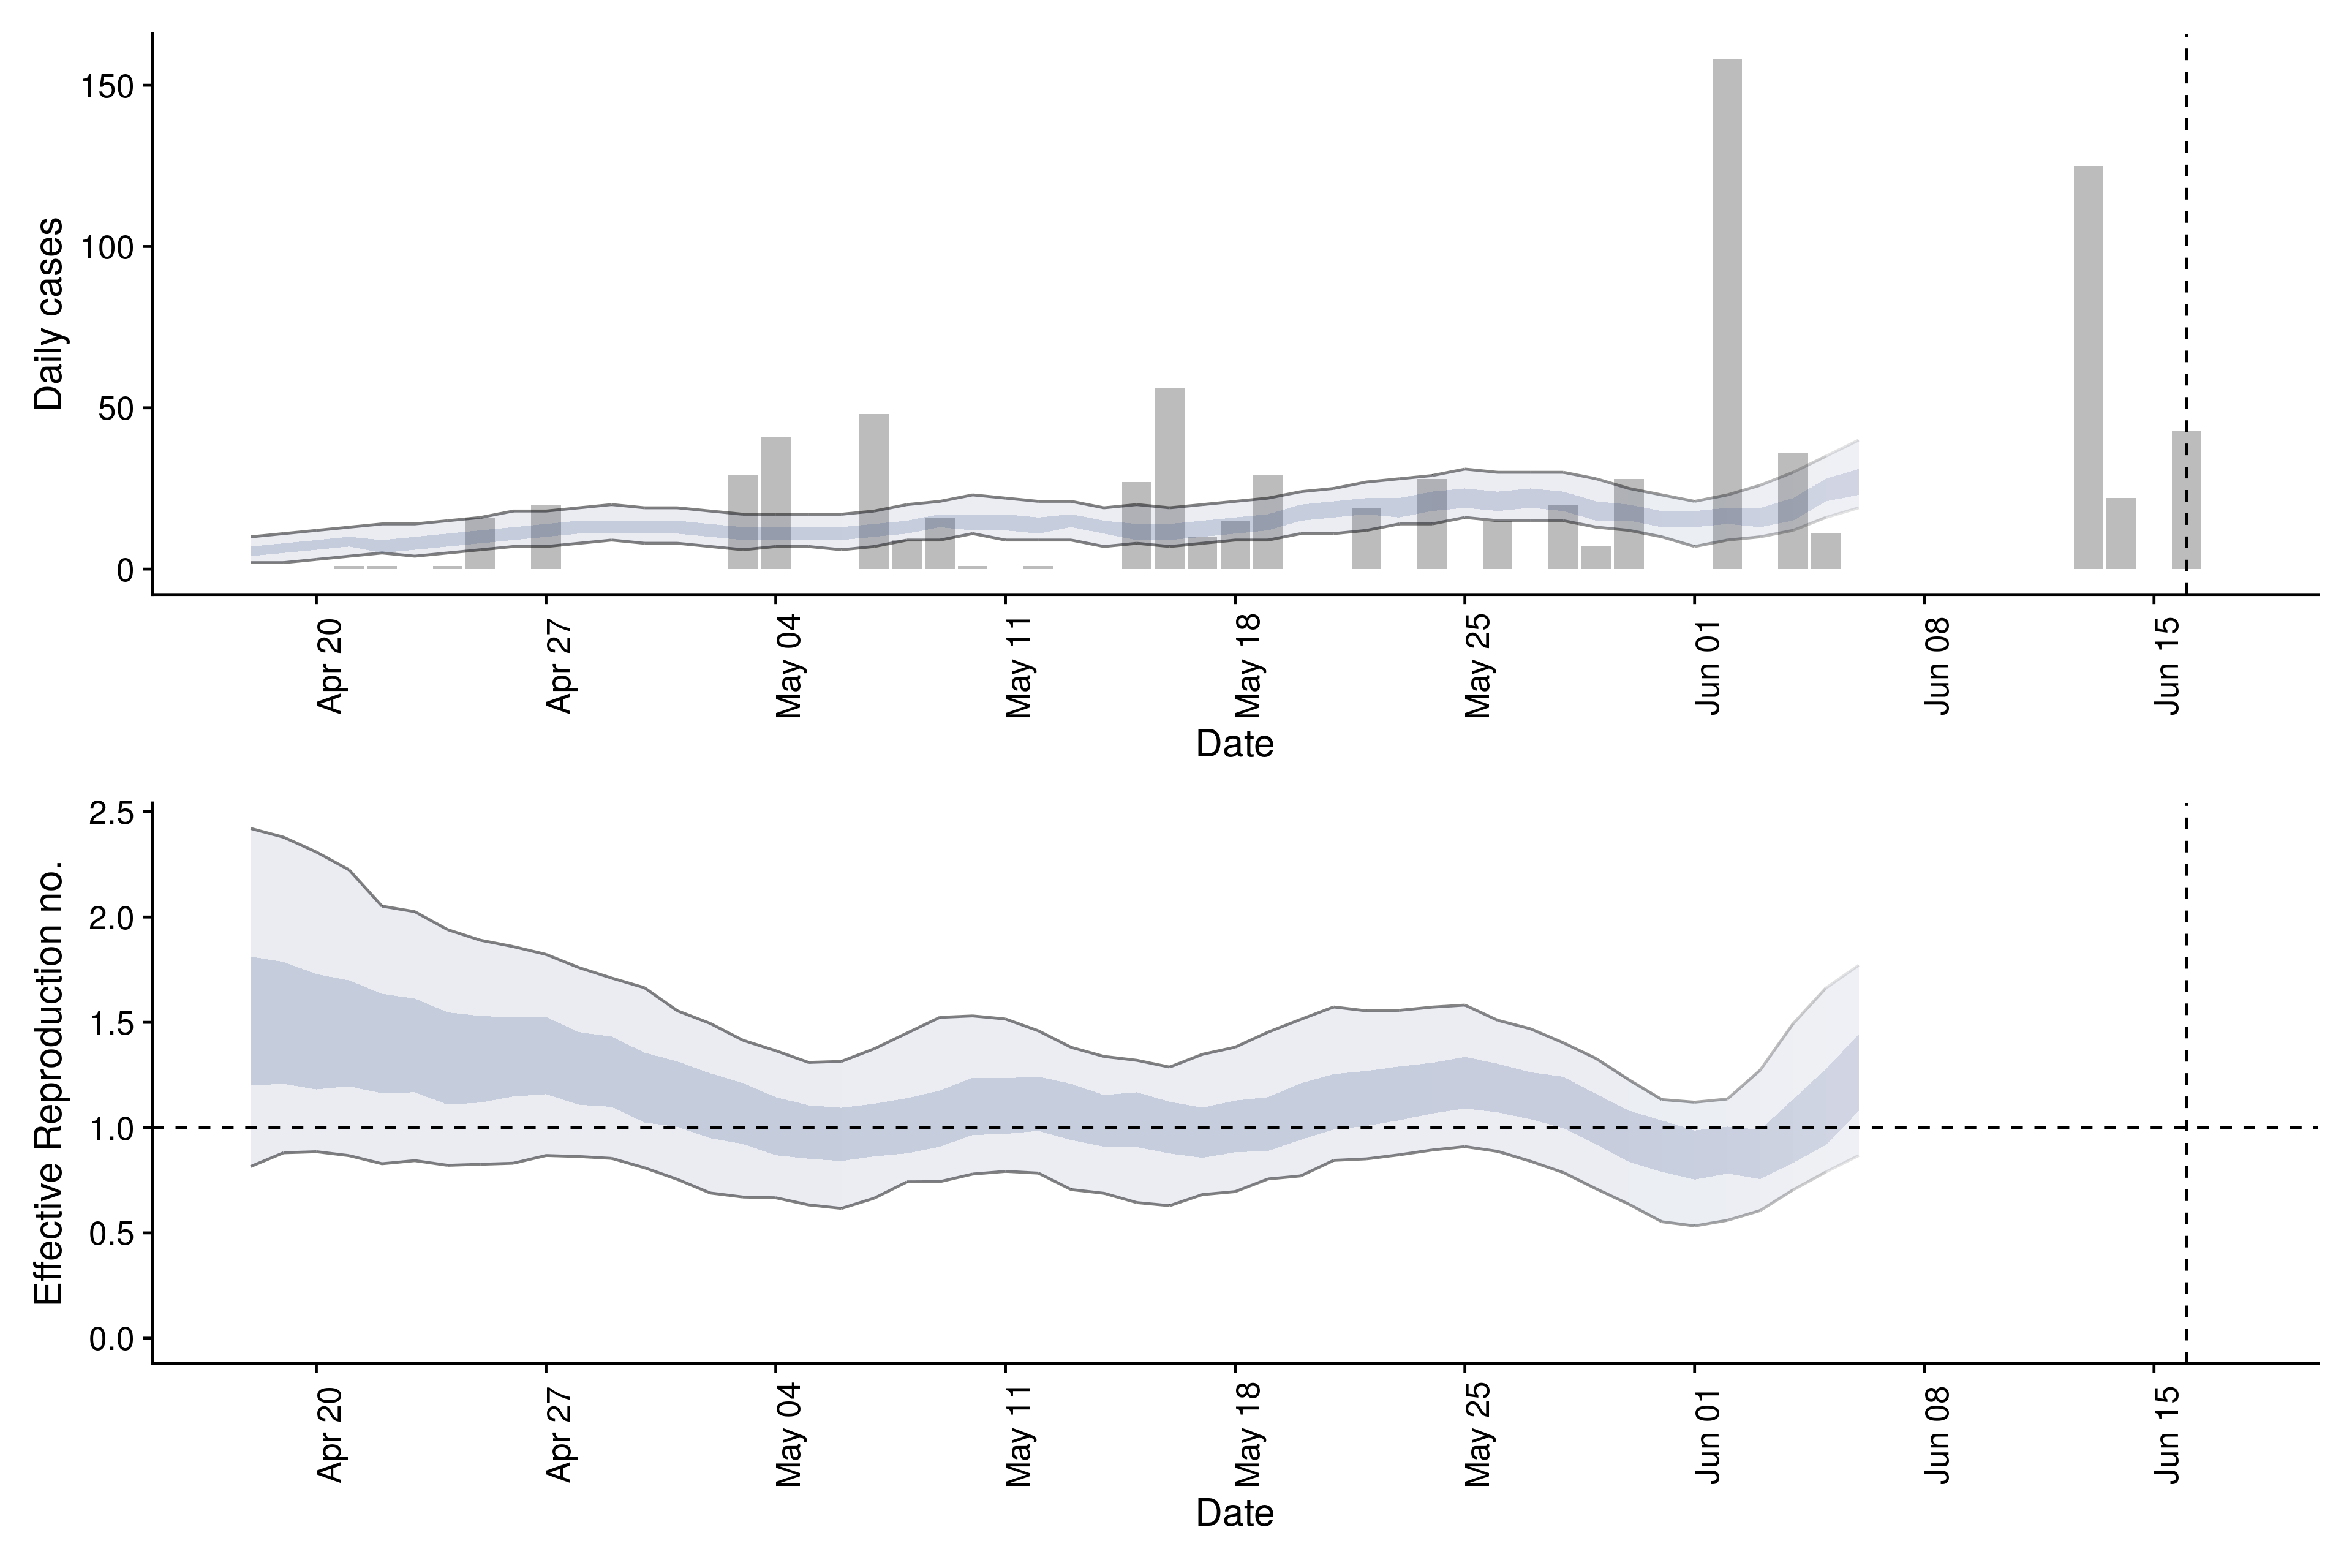 Daily cases
150
100
50
0
Apr 20
Apr 27
May 04
May 11
May 18
May 25
Jun 01
Jun 08
Jun 15
Date
Effective Reproduction no.
2.5
2.0
1.5
1.0
0.5
0.0
Apr 20
Apr 27
May 04
May 11
May 18
May 25
Jun 01
Jun 08
Jun 15
Date